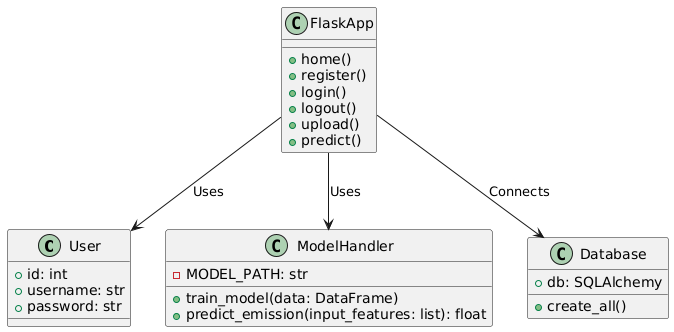 C FlaskApp
home()
register()
login()
logout()
upload()
predict()
Uses
Uses
Connects
C User
id: int
username: str
password: str
C ModelHandler
MODEL_PATH: str
train_model(data: DataFrame)
predict_emission(input_features: list): float
C Database
db: SQLAlchemy
create_all()